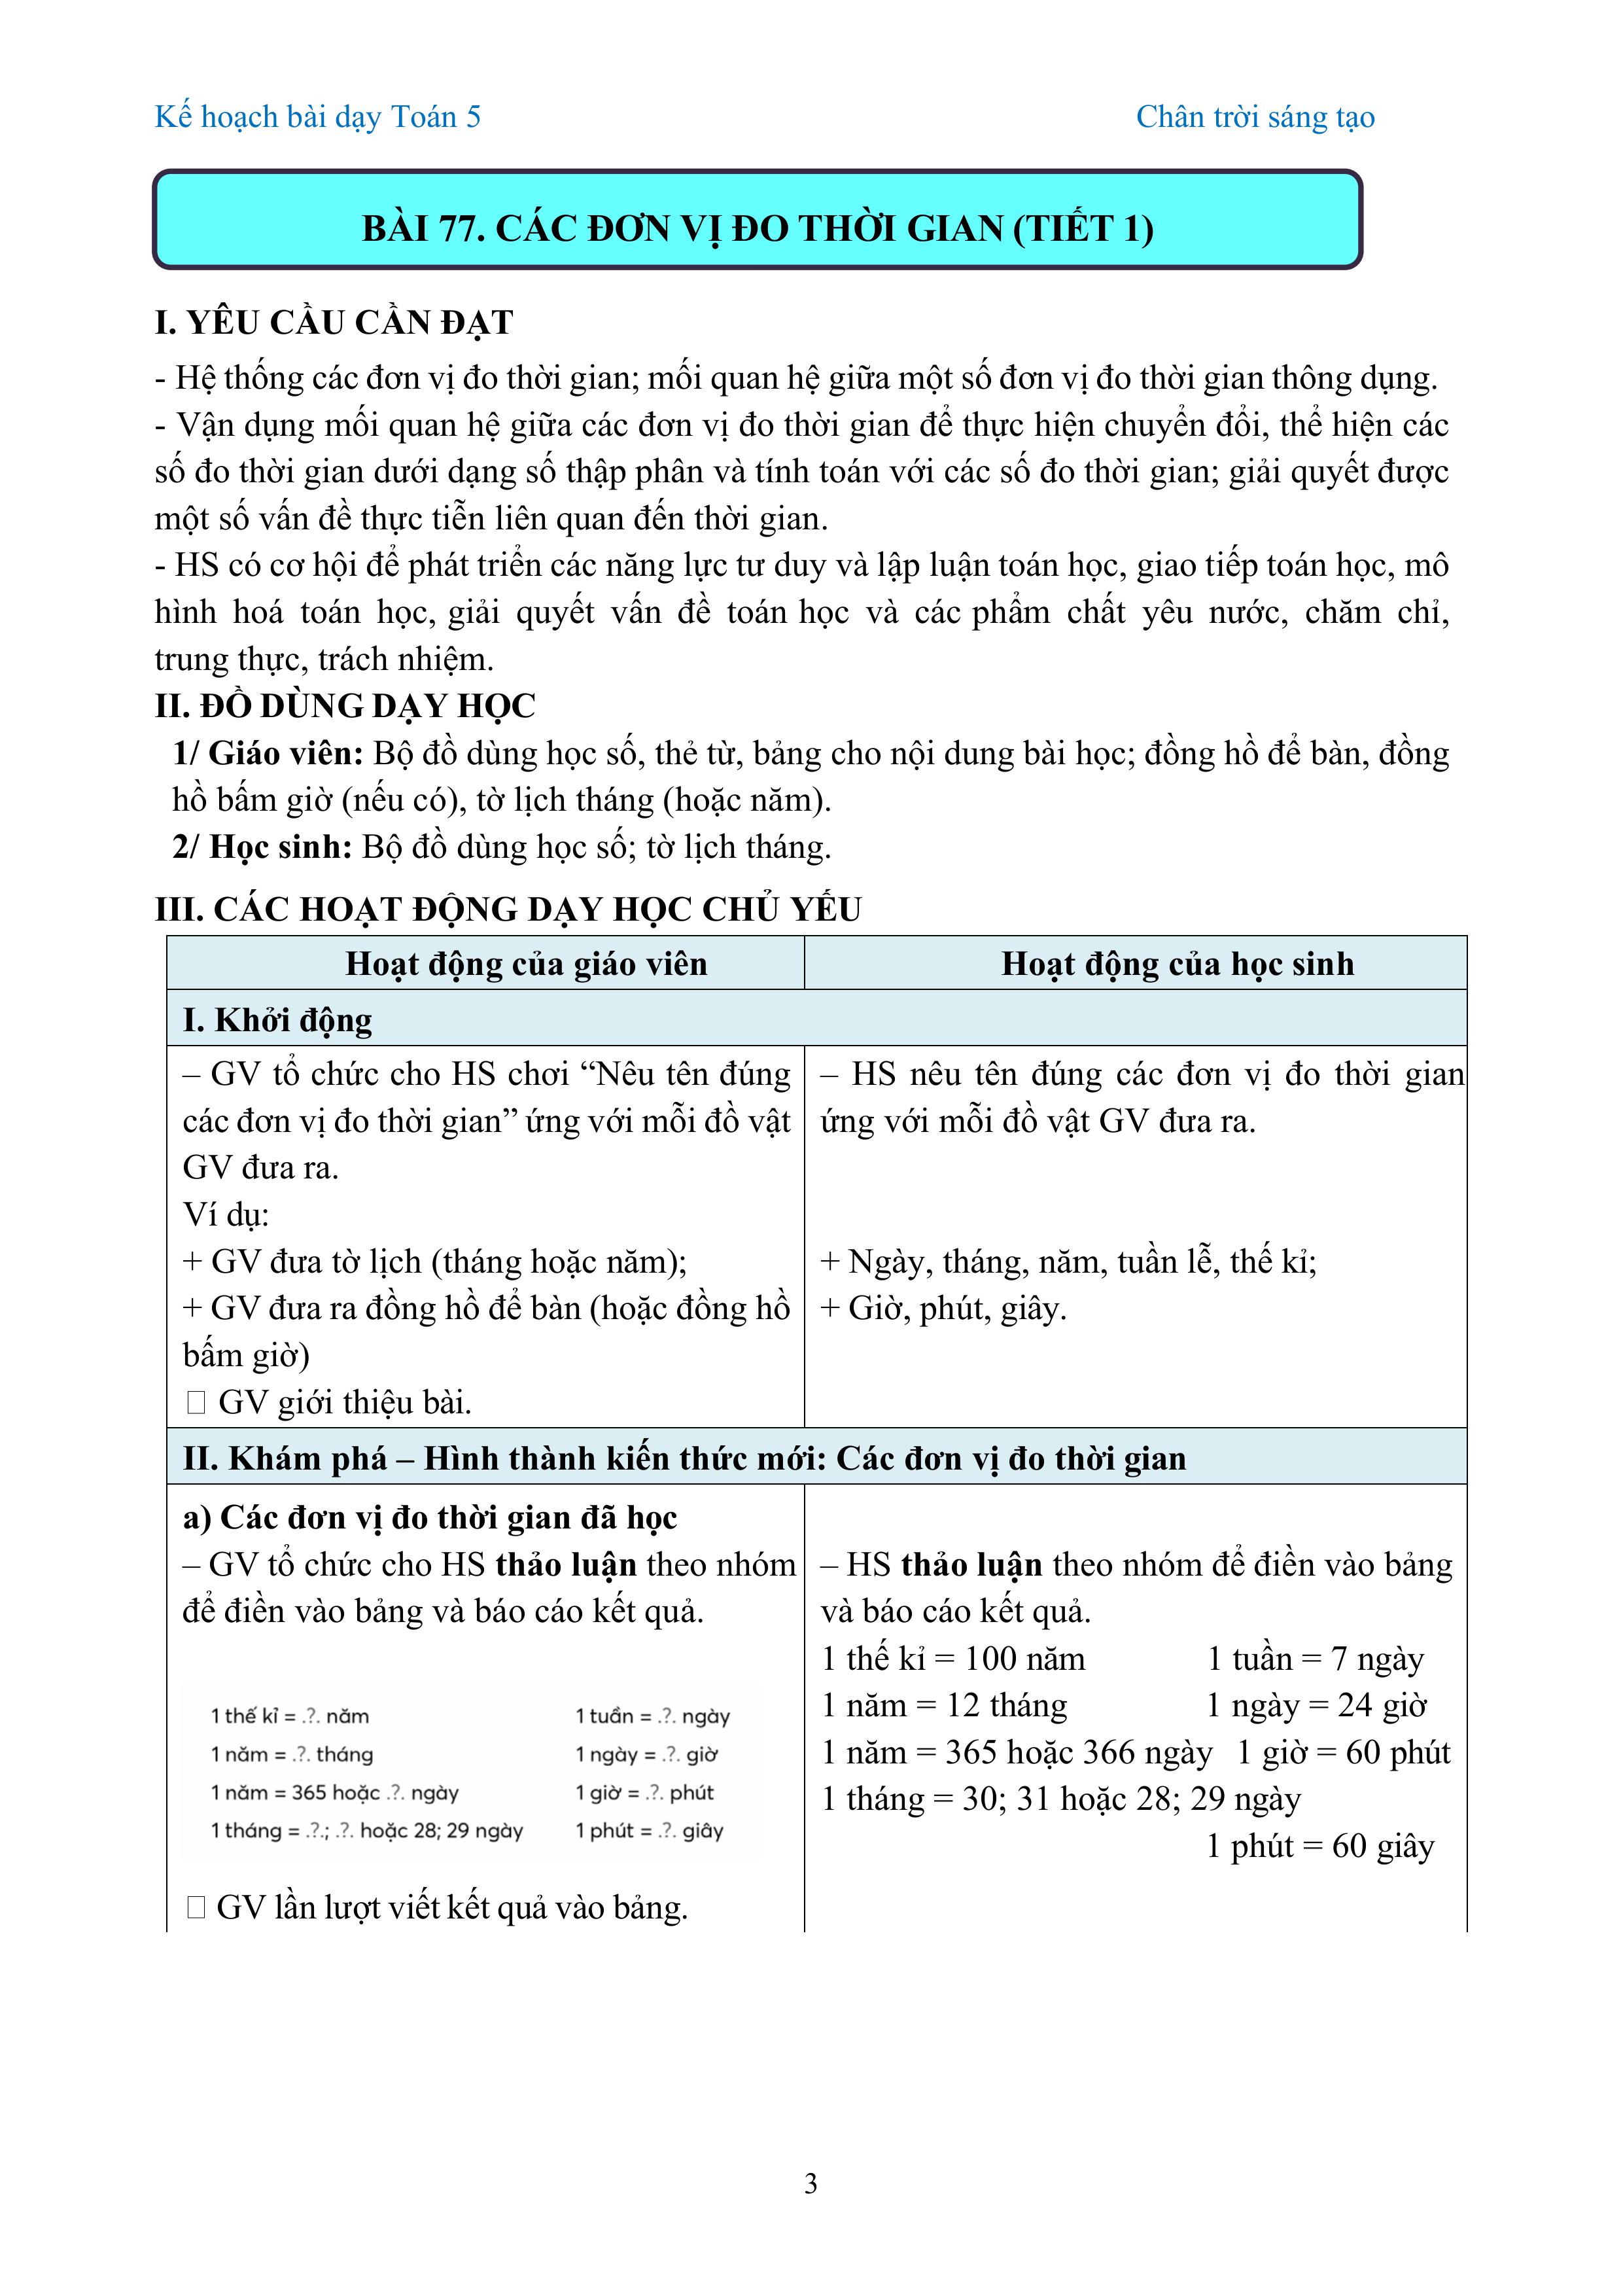 Kế hoạch bài dạy Toán 5 Chân trời sáng tạo
BÀI 77. CÁC ĐƠN VỊ ĐO THỜI GIAN (TIẾT 1)
I. YÊU CẦU CẦN ĐẠT
- Hệ thống các đơn vị đo thời gian; mối quan hệ giữa một số đơn vị đo thời gian thông dụng.
- Vận dụng mối quan hệ giữa các đơn vị đo thời gian để thực hiện chuyển đổi, thể hiện các
số đo thời gian dưới dạng số thập phân và tính toán với các số đo thời gian; giải quyết được
một số vấn đề thực tiễn liên quan đến thời gian.
- HS có cơ hội để phát triển các năng lực tư duy và lập luận toán học, giao tiếp toán học, mô
hình hoá toán học, giải quyết vấn đề toán học và các phẩm chất yêu nước, chăm chỉ,
trung thực, trách nhiệm.
II. ĐỒ DÙNG DẠY HỌC
1/ Giáo viên: Bộ đồ dùng học số, thẻ từ, bảng cho nội dung bài học; đồng hồ để bàn, đồng
hồ bấm giờ (nếu có), tờ lịch tháng (hoặc năm).
2/ Học sinh: Bộ đồ dùng học số; tờ lịch tháng.
III. CÁC HOẠT ĐỘNG DẠY HỌC CHỦ YẾU
Hoạt động của giáo viên
Hoạt động của học sinh
I. Khởi động
– GV tổ chức cho HS chơi “Nêu tên đúng
các đơn vị đo thời gian” ứng với mỗi đồ vật
GV đưa ra.
Ví dụ:
+ GV đưa tờ lịch (tháng hoặc năm);
+ GV đưa ra đồng hồ để bàn (hoặc đồng hồ
bấm giờ)
 GV giới thiệu bài.
– HS nêu tên đúng các đơn vị đo thời gian
ứng với mỗi đồ vật GV đưa ra.
+ Ngày, tháng, năm, tuần lễ, thế kỉ;
+ Giờ, phút, giây.
II. Khám phá – Hình thành kiến thức mới: Các đơn vị đo thời gian
a) Các đơn vị đo thời gian đã học
– GV tổ chức cho HS thảo luận theo nhóm
để điền vào bảng và báo cáo kết quả.
1 thế kỉ = .?. năm 1 tuần = .?. ngày
1 năm = .?. tháng 1 ngày = .?. giờ
1 năm = 365 hoặc .?. ngày 1 giờ = .?. phút
1 tháng = .?.; .?. hoặc 28; 29 ngày 1 phút = .?. giây
 GV lần lượt viết kết quả vào bảng.
– HS thảo luận theo nhóm để điền vào bảng
và báo cáo kết quả.
1 thế kỉ = 100 năm 1 tuần = 7 ngày
1 năm = 12 tháng 1 ngày = 24 giờ
1 năm = 365 hoặc 366 ngày 1 giờ = 60 phút
1 tháng = 30; 31 hoặc 28; 29 ngày
1 phút = 60 giây
3